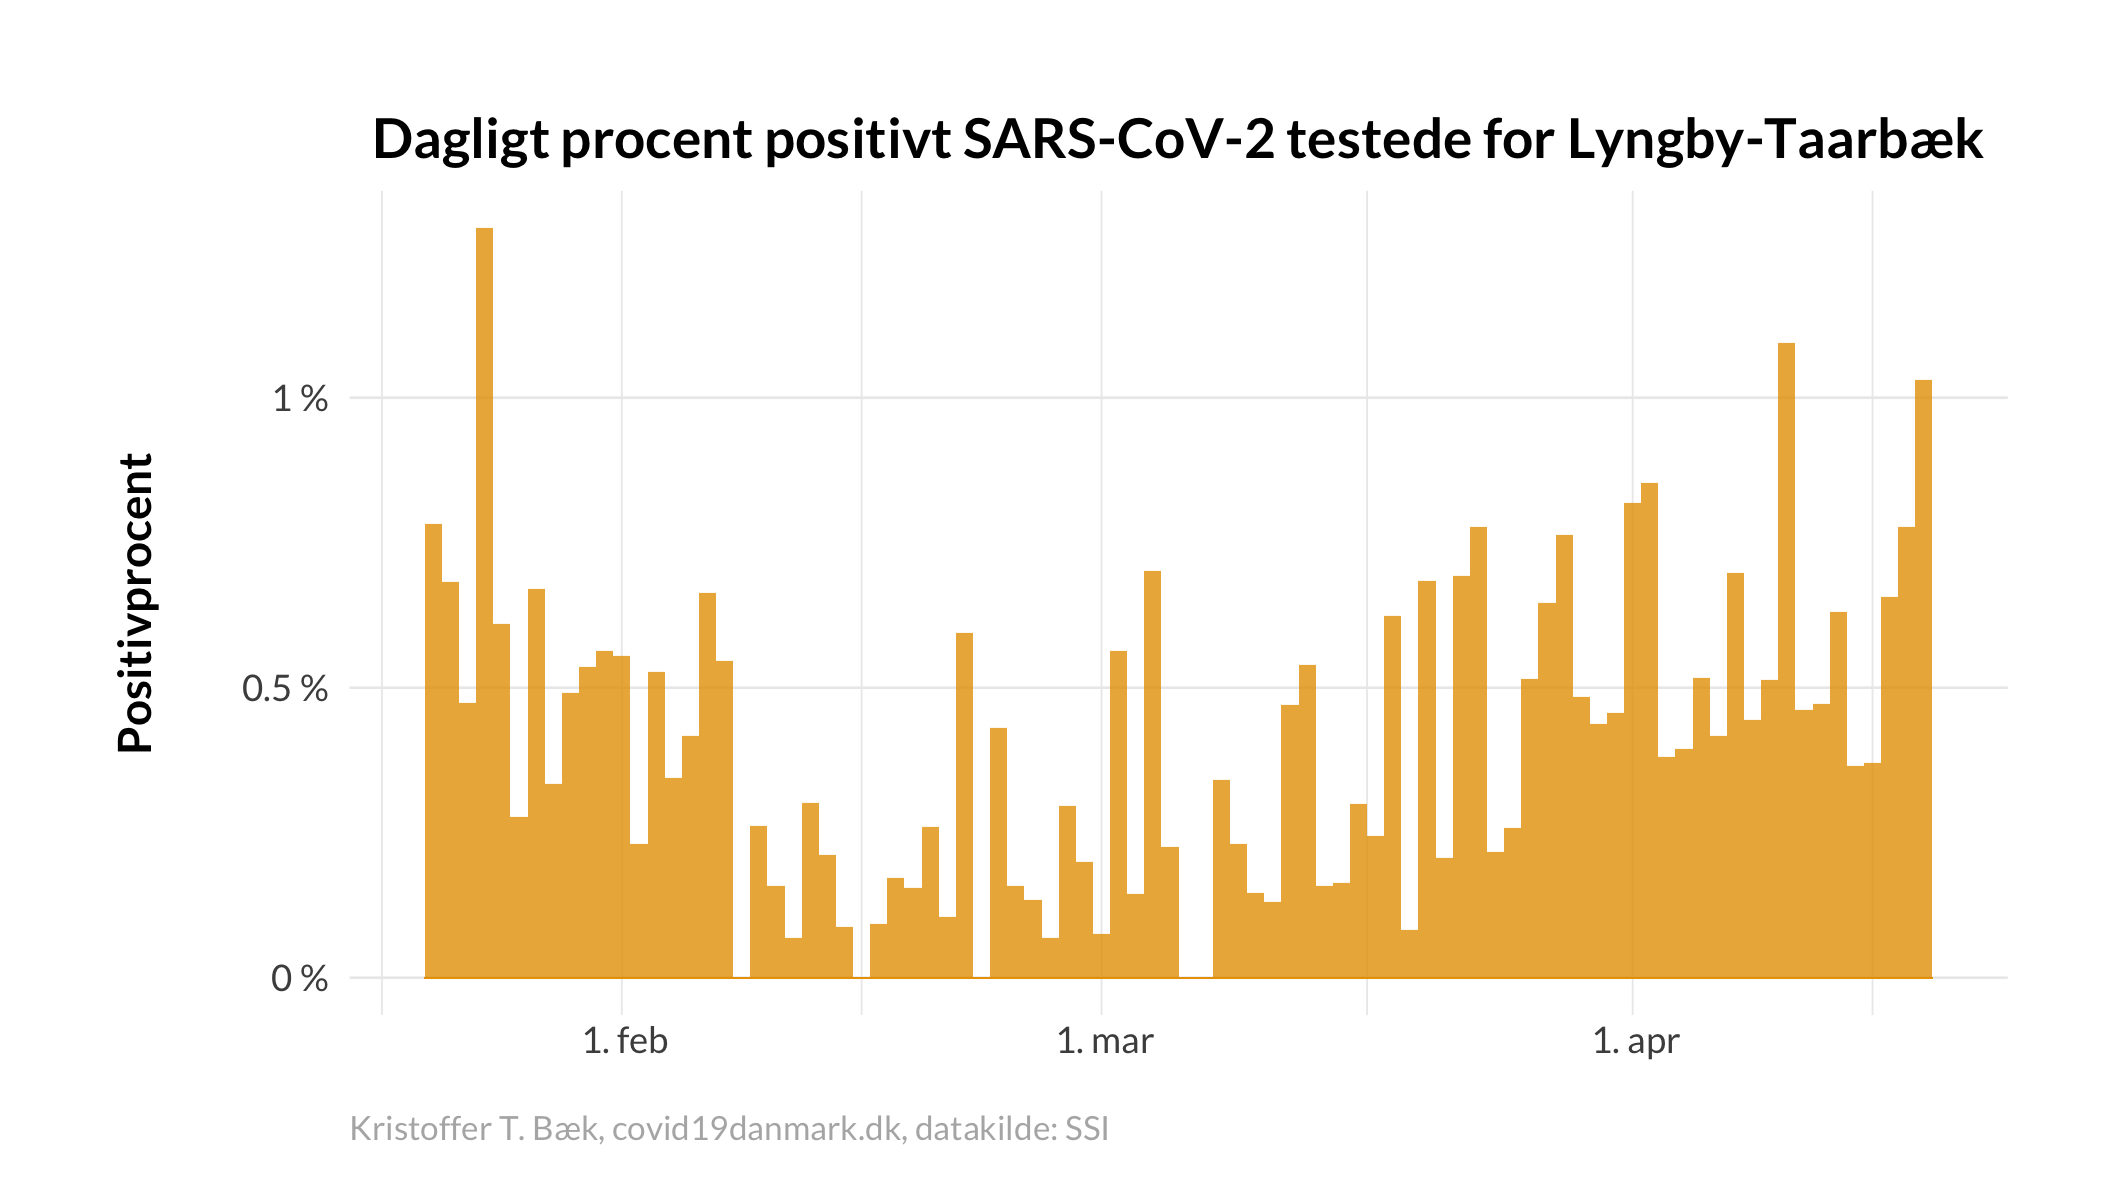 Dagligt procent positivt SARS-CoV-2 testede for Lyngby-Taarbæk
Positivprocent
1 %
0.5 %
0 %
1. feb
1. mar
1. apr
Kristoffer T. Bæk, covid19danmark.dk, datakilde: SSI